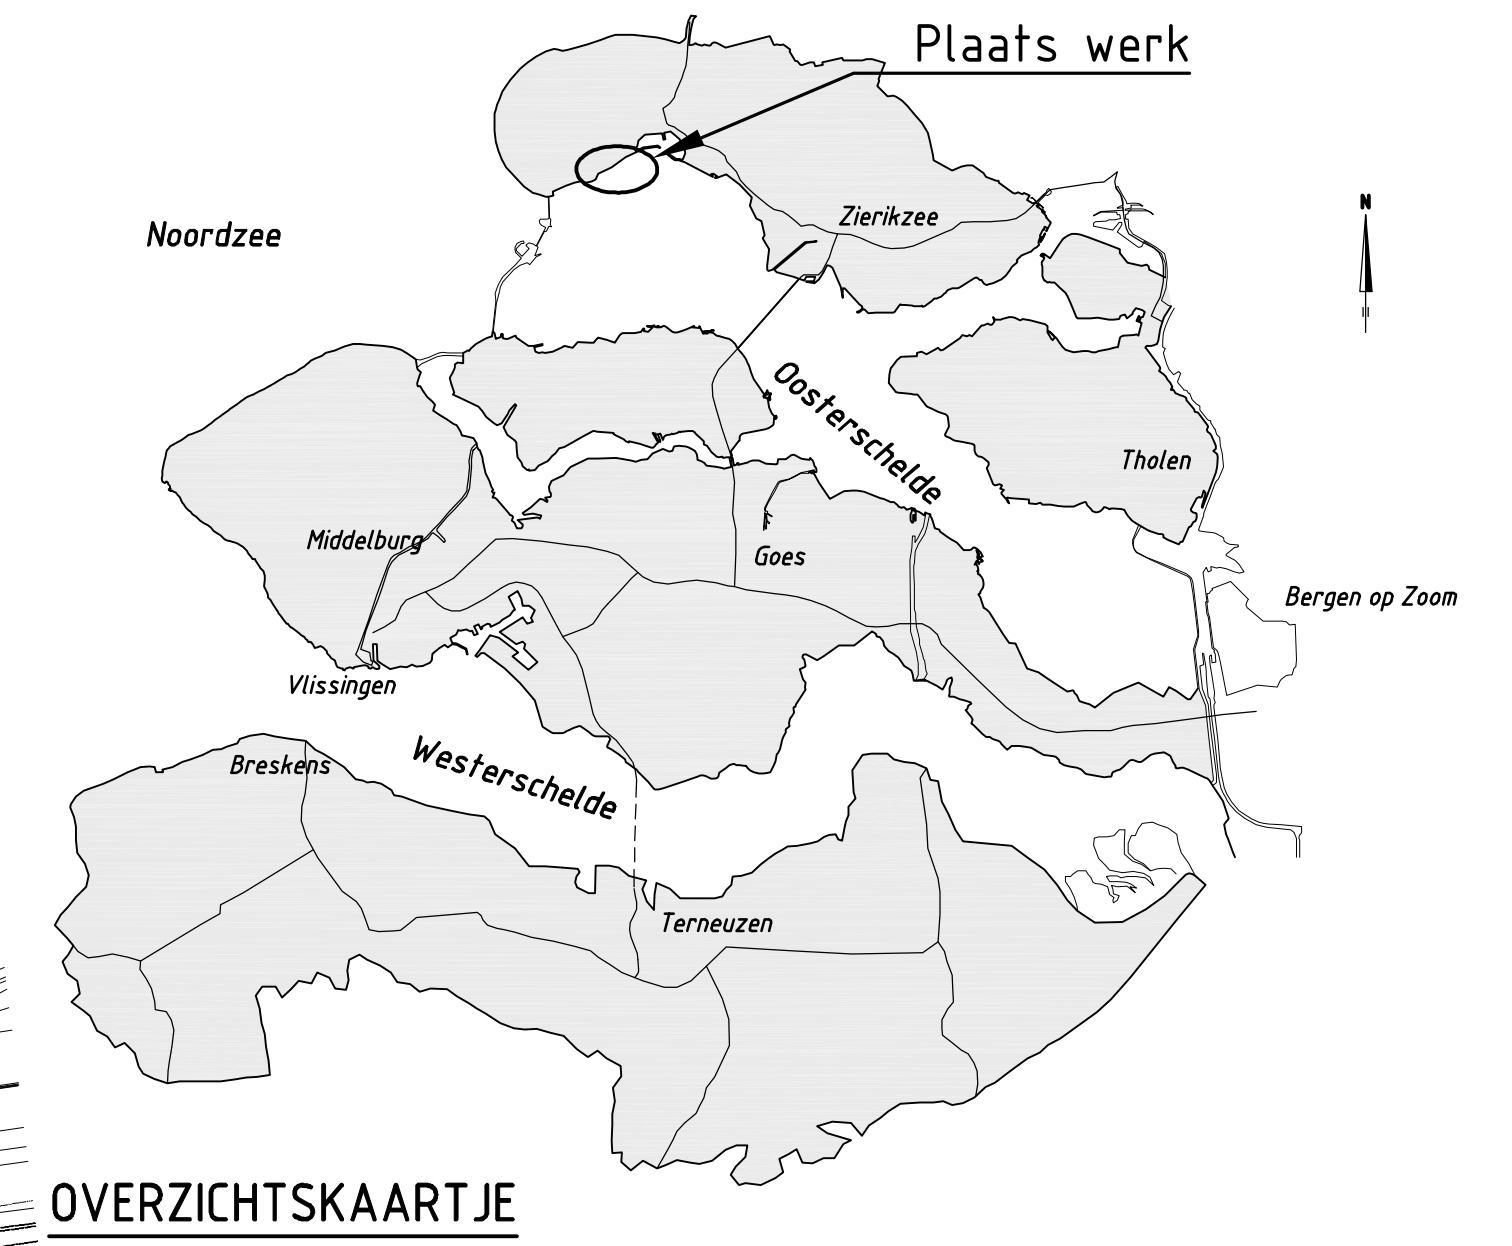 Plaats werk
N
Zierikzee
Noordzee
Oosterschelde
Tholen
Middelburg
Goes
Bergen op Zoom
Vlissingen
Westerschelde
Breskens
Terneuzen
OVERZICHTSKAARTJE